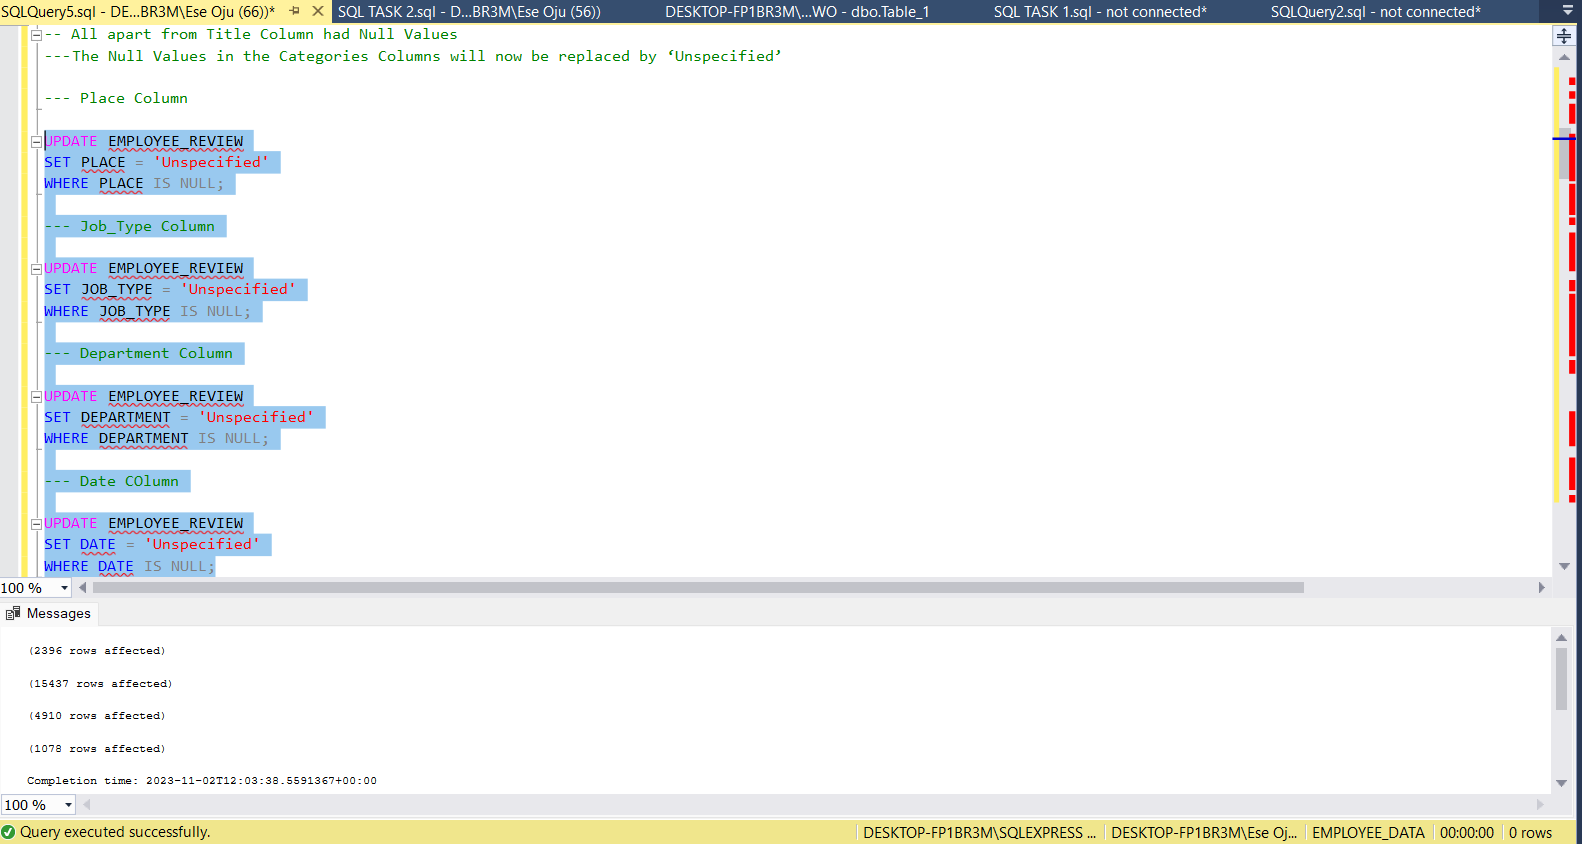 SQLQuery5.sql - DE...BR3M\Ese Oju (66))* SQL TASK 2.sql - D...BR3M\Ese Oju (56)) DESKTOP-FP1BR3M\...WO - dbo.Table_1 SQL TASK 1.sql - not connected* SQLQuery2.sql - not connected*
-- All apart from Title Column had Null Values
---The Null Values in the Categories Columns will now be replaced by ‘Unspecified’
--- Place Column
UPDATE EMPLOYEE_REVIEW
SET PLACE = 'Unspecified'
WHERE PLACE IS NULL;
--- Job_Type Column
UPDATE EMPLOYEE_REVIEW
SET JOB_TYPE = 'Unspecified'
WHERE JOB_TYPE IS NULL;
--- Department Column
UPDATE EMPLOYEE_REVIEW
SET DEPARTMENT = 'Unspecified'
WHERE DEPARTMENT IS NULL;
--- Date COlumn
UPDATE EMPLOYEE_REVIEW
SET DATE = 'Unspecified'
WHERE DATE IS NULL;
100 %
Messages
(2396 rows affected)
(15437 rows affected)
(4910 rows affected)
(1078 rows affected)
Completion time: 2023-11-02T12:03:38.5591367+00:00
100 %
Query executed successfully. DESKTOP-FP1BR3M\SQLEXPRESS ... DESKTOP-FP1BR3M\Ese Oj... EMPLOYEE_DATA 00:00:00 0 rows